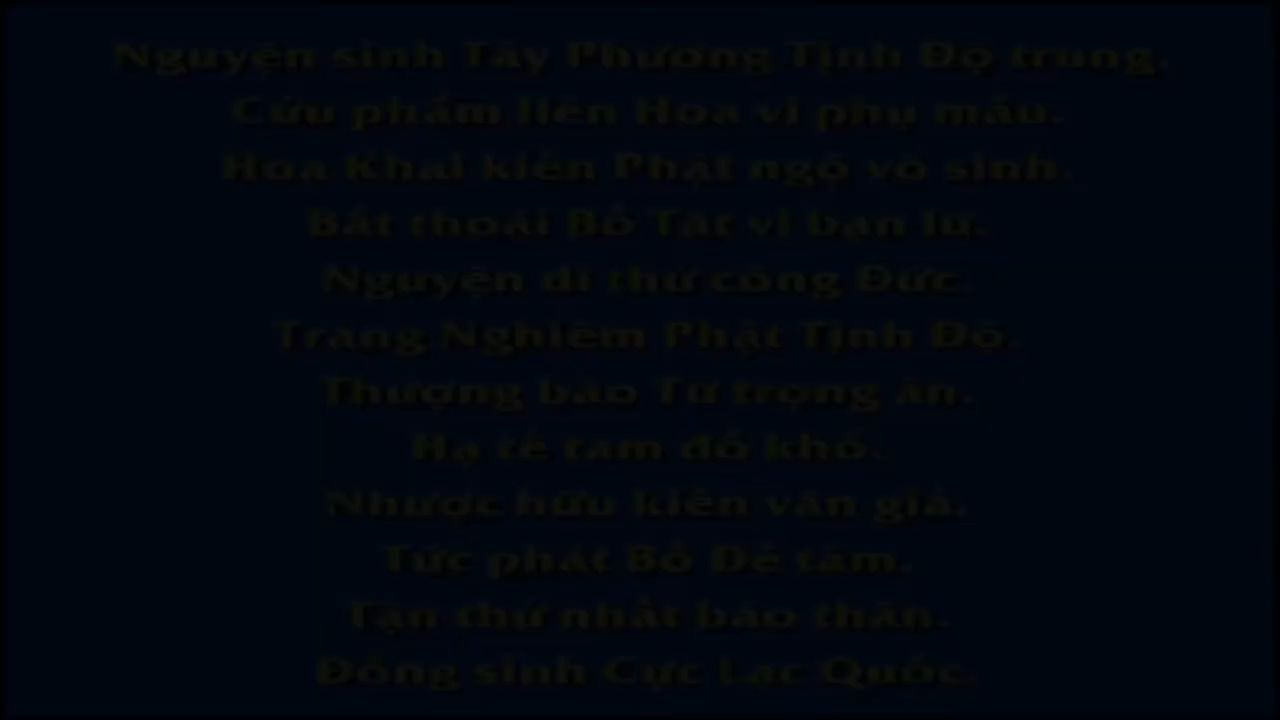 Nguyện sinh Tây Phương Tịnh Độ trung.
Cửu phẩm liên Hoa vi phụ mẫu.
Hoa Khai kiến Phật ngộ vô sinh.
Bất thoái Bồ Tát vi bạn lữ.
Nguyện dĩ thử công Đức.
Trang Nghiêm Phật Tịnh Độ.
Thượng báo Tứ trọng ân.
Hạ tế tam đồ khổ.
Nhược hữu kiến văn giả.
Tức phát Bồ Đề tâm.
Tận thử nhất báo thân.
Đồng sinh Cực Lạc Quốc.